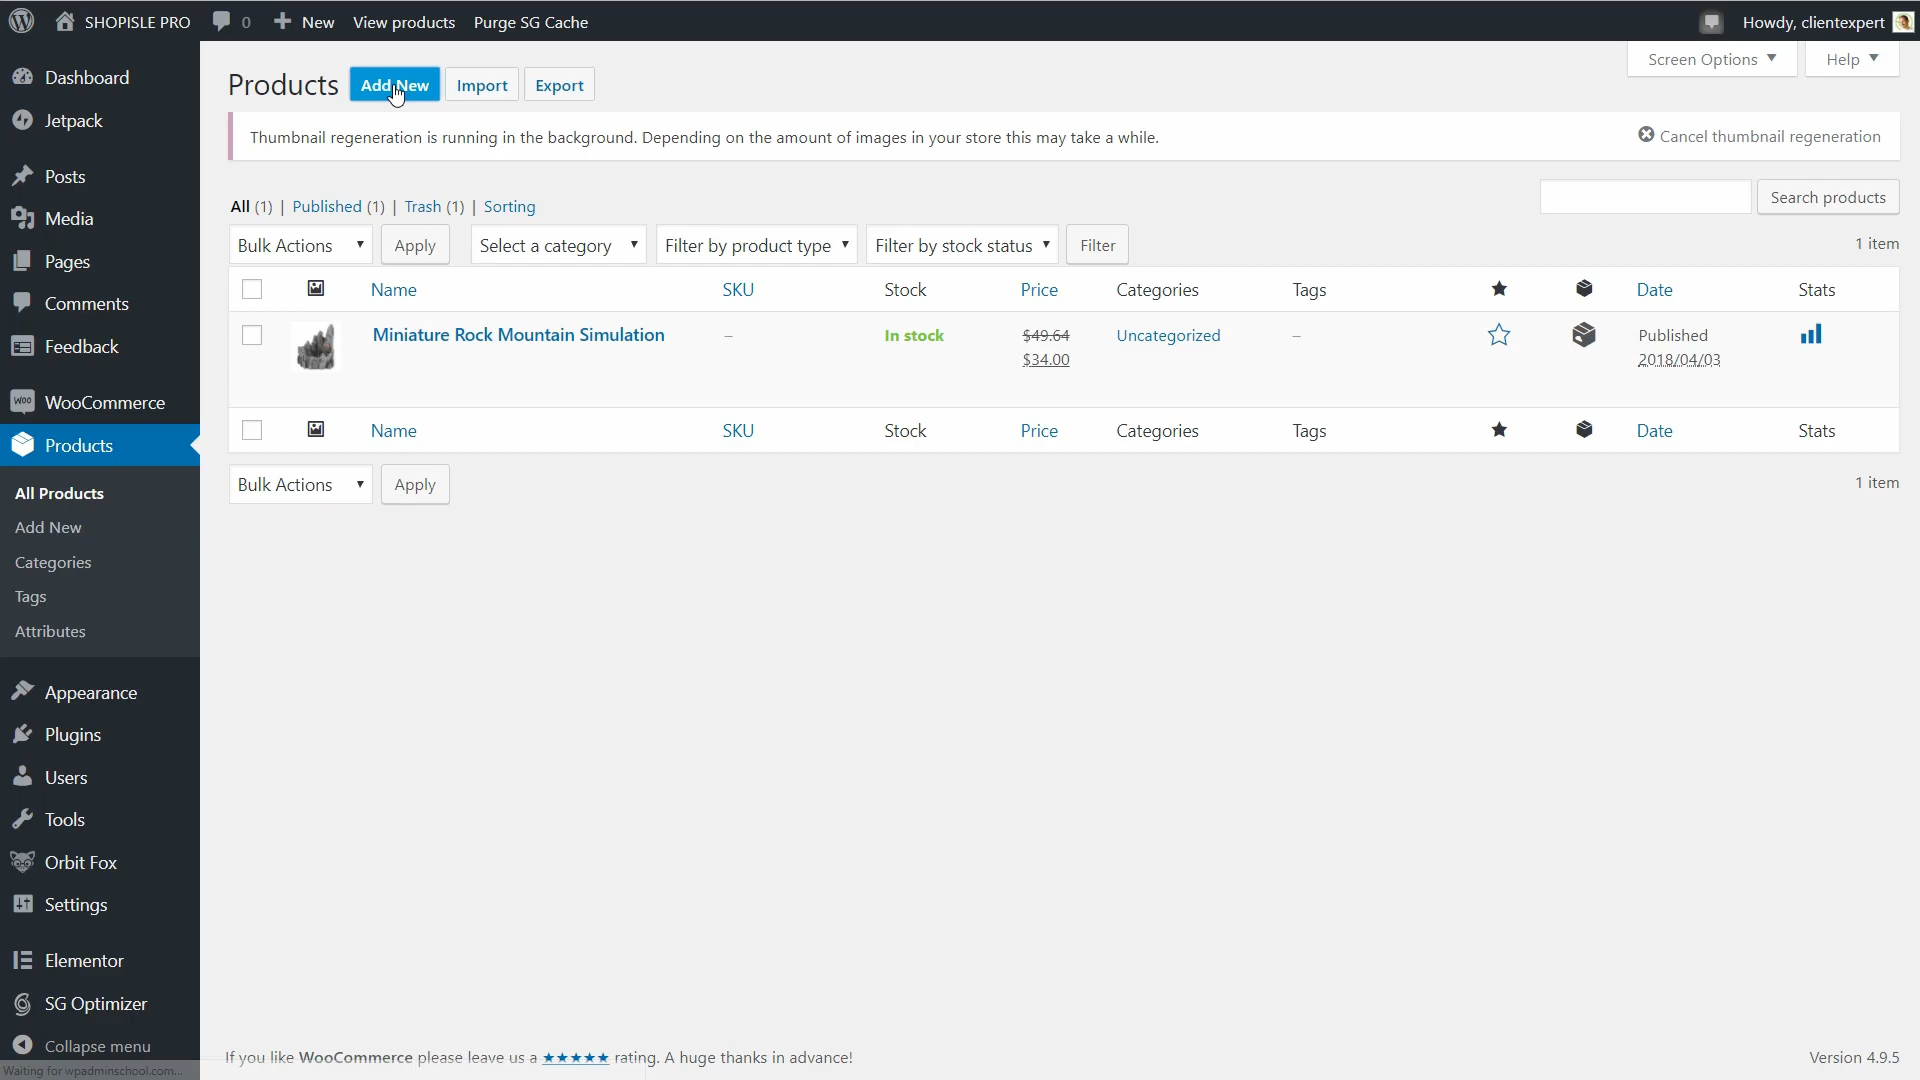 SHOPISLE PRO 0 New View products Purge SG Cache Howdy, clientexpert
Screen Options ▼ Help ▼
Products Add New Import Export
Thumbnail regeneration is running in the background. Depending on the amount of images in your store this may take a while. Cancel thumbnail regeneration
Search products
All (1) | Published (1) | Trash (1) | Sorting
Bulk Actions Apply Select a category Filter by product type Filter by stock status Filter 1 item
Name SKU Stock Price Categories Tags Date Stats
Miniature Rock Mountain Simulation – In stock $49.64 Uncategorized – Published
$34.00 2018/04/03
Name SKU Stock Price Categories Tags Date Stats
Bulk Actions Apply 1 item
Dashboard
Jetpack
Posts
Media
Pages
Comments
Feedback
WooCommerce
Products
All Products
Add New
Categories
Tags
Attributes
Appearance
Plugins
Users
Tools
Orbit Fox
Settings
Elementor
SG Optimizer
Collapse menu
If you like WooCommerce please leave us a ★★★★★ rating. A huge thanks in advance! Version 4.9.5
Waiting for wpadminschool.com...